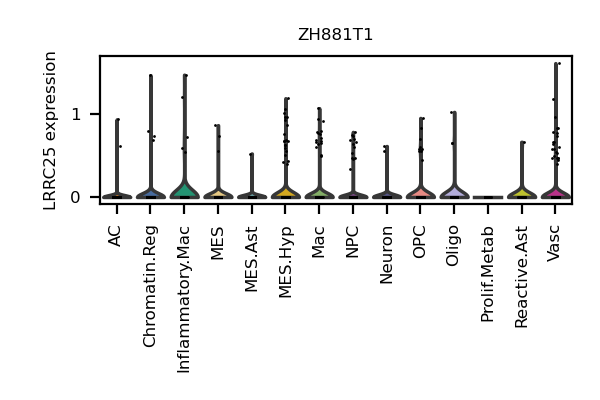 ZH881T1
LRRC25 expression
1
0
AC
Chromatin.Reg
Inflammatory.Mac
MES
MES.Ast
MES.Hyp
Mac
NPC
Neuron
OPC
Oligo
Prolif.Metab
Reactive.Ast
Vasc